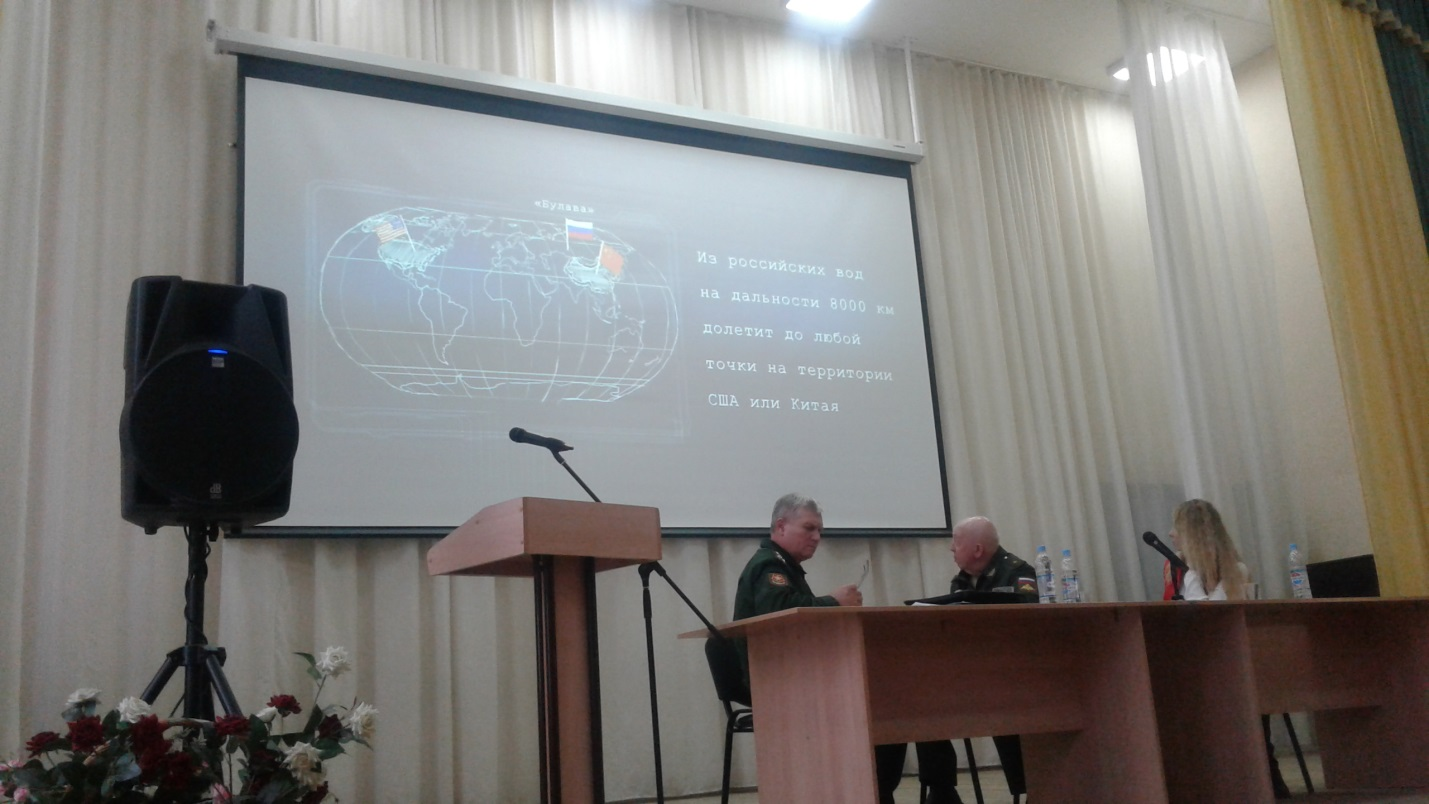 «Булава»
Из российских вод
на дальности 8000 км
долетит до любой
точки на территории
США или Китая